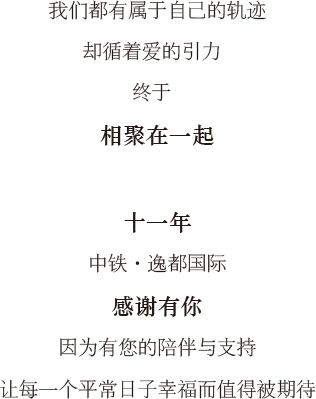 我们都有属于自己的轨迹
却循着爱的引力
终于
相聚在一起
十一年
中铁·逸都国际
感谢有你
因为有您的陪伴与支持
让每一个平常日子幸福而值得被期待